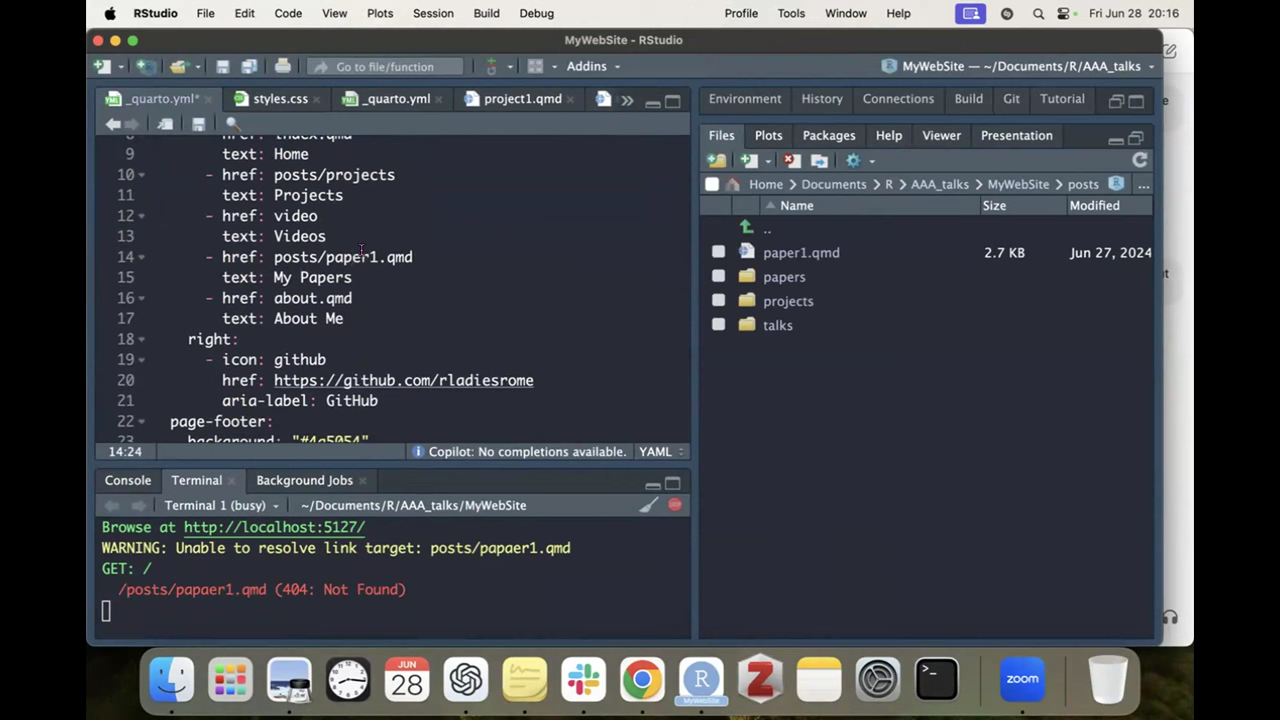 RStudio File Edit Code View Plots Session Build Debug Profile Tools Window Help Fri Jun 28 20:16
MyWebSite - RStudio
Go to file/function Addins MyWebSite — ~/Documents/R/AAA_talks
_quarto.yml* styles.css _quarto.yml project1.qmd
Environment History Connections Build Git Tutorial
Files Plots Packages Help Viewer Presentation
Home Documents R AAA_talks MyWebSite posts ...
Name Size Modified
..
paper1.qmd 2.7 KB Jun 27, 2024
papers
projects
talks
href: index.qmd
9 text: Home
10 - href: posts/projects
11 text: Projects
12 - href: video
13 text: Videos
14 - href: posts/paper1.qmd
15 text: My Papers
16 - href: about.qmd
17 text: About Me
18 right:
19 - icon: github
20 href: https://github.com/rladiesrome
21 aria-label: GitHub
22 page-footer:
23 background: "#4a5054"
14:24 Copilot: No completions available. YAML
Console Terminal Background Jobs
Terminal 1 (busy) ~/Documents/R/AAA_talks/MyWebSite
Browse at http://localhost:5127/
WARNING: Unable to resolve link target: posts/papaer1.qmd
GET: /
/posts/papaer1.qmd (404: Not Found)
JUN
28
MyWebSite
zoom